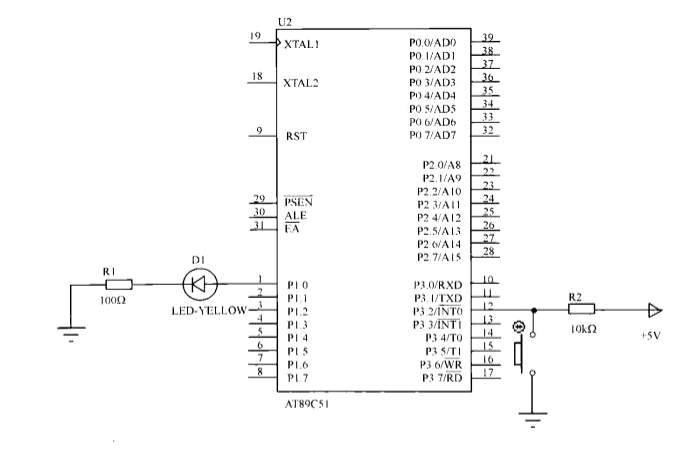 U2
19 XTAL1 P0.0/AD0 39
P0.1/AD1 38
P0 2/AD2 37
18 XTAL2 P0 3/AD3 36
P0 4/AD4 35
P0 5/AD5 34
P0.6/AD6 33
9 RST P0 7/AD7 32
P2.0/A8 21
P2.1/A9 22
P2.2/A10 23
29 PSEN P2 3/A11 24
30 ALE P2 4/A12 25
31 EA P2.5/A13 26
P2.6/A14 27
P2.7/A15 28
R1 D1 1 P1 0 P3.0/RXD 10
100Ω LED-YELLOW 2 P1.1 P3.1/TXD 11
3 P1.2 P3.2/INT0 12 R2
4 P1.3 P3 3/INT1 13
5 P1 4 P3 4/T0 14 10kΩ +5V
6 P1 5 P3 5/T1 15
7 P1.6 P3.6/WR 16
8 P1.7 P3 7/RD 17
AT89C51